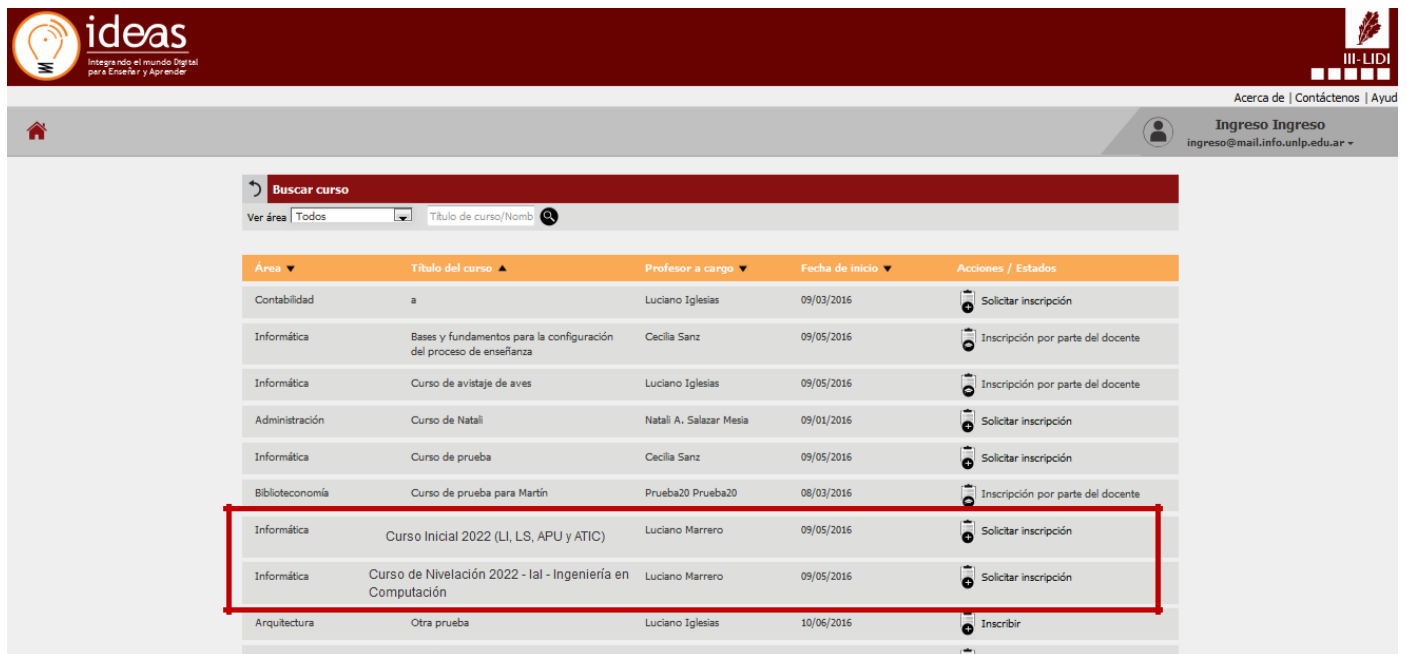 ideas
Integrando el mundo Digital
para Enseñar y Aprender
III-LIDI
Acerca de | Contáctenos | Ayud
Ingreso Ingreso
ingreso@mail.info.unlp.edu.ar
Buscar curso
Ver área Todos Título de curso/Nomb
Área Título del curso Profesor a cargo Fecha de inicio Acciones / Estados
Contabilidad a Luciano Iglesias 09/03/2016 Solicitar inscripción
Informática Bases y fundamentos para la configuración Cecilia Sanz 09/05/2016 Inscripción por parte del docente
del proceso de enseñanza
Informática Curso de avistaje de aves Luciano Iglesias 09/05/2016 Inscripción por parte del docente
Administración Curso de Natali Natali A. Salazar Mesia 09/01/2016 Solicitar inscripción
Informática Curso de prueba Cecilia Sanz 09/05/2016 Solicitar inscripción
Biblioteconomía Curso de prueba para Martín Prueba20 Prueba20 08/03/2016 Inscripción por parte del docente
Informática Curso Inicial 2022 (LI, LS, APU y ATIC) Luciano Marrero 09/05/2016 Solicitar inscripción
Informática Curso de Nivelación 2022 - IaI - Ingeniería en Luciano Marrero 09/05/2016 Solicitar inscripción
Computación
Arquitectura Otra prueba Luciano Iglesias 10/06/2016 Inscribir